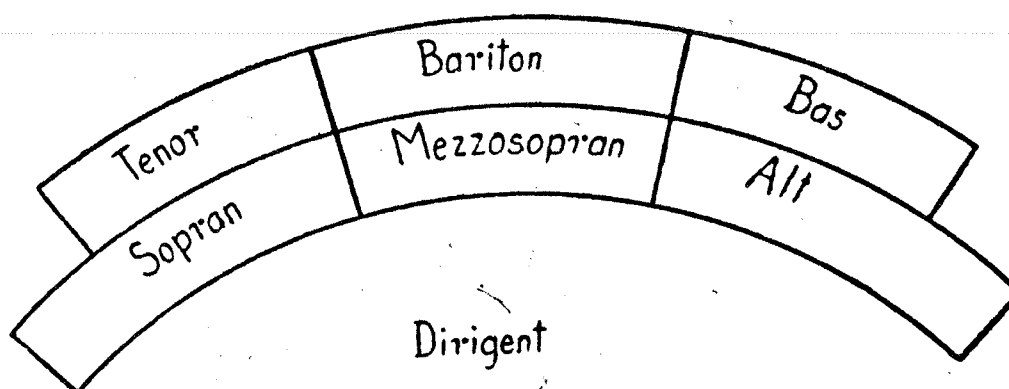 Tenor
Bariton
Bas
Sopran
Mezzosopran
Alt
Dirigent